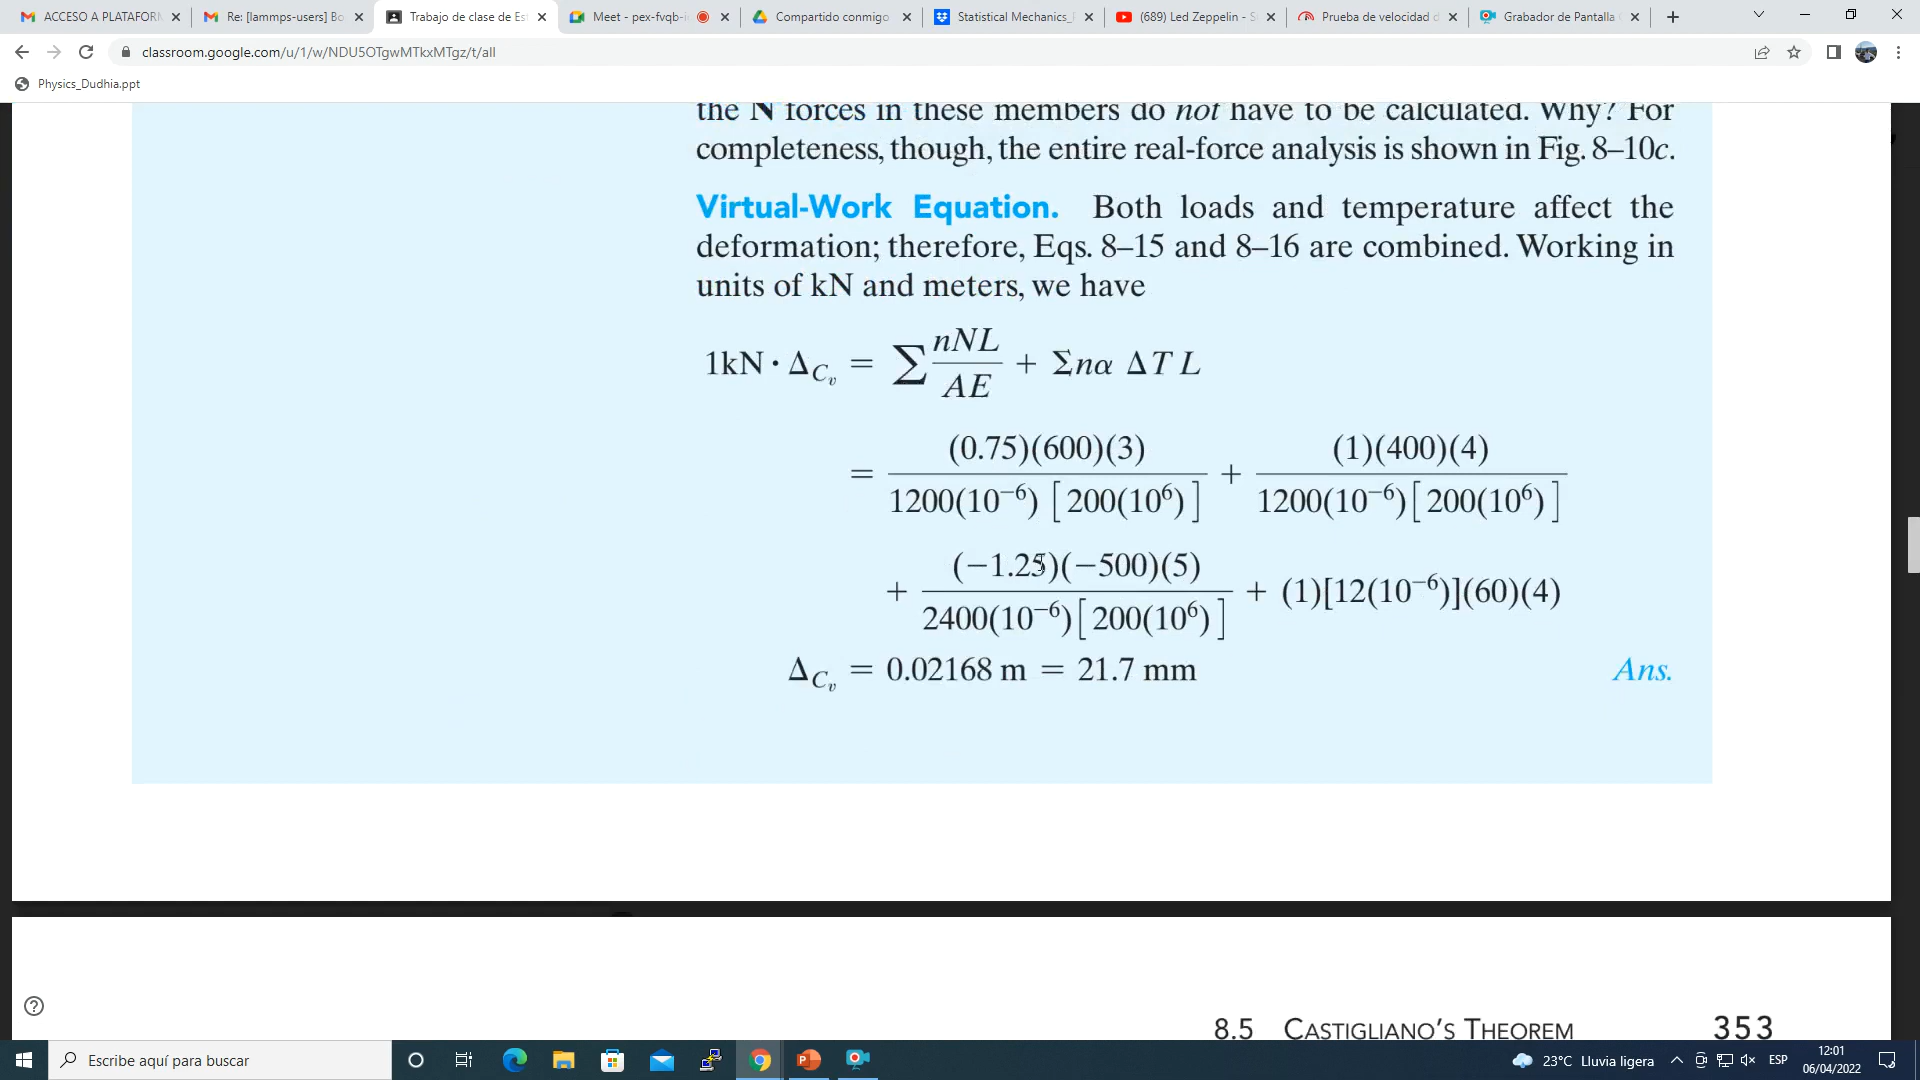 ACCESO A PLATAFORM
Re: [lammps-users] Bo
Trabajo de clase de Est
Meet - pex-fvqb-
Compartido conmigo
Statistical Mechanics_
(689) Led Zeppelin - S
Prueba de velocidad d
Grabador de Pantalla
classroom.google.com/u/1/w/NDU5OTgwMTkxMTgz/t/all
Physics_Dudhia.ppt
the N forces in these members do not have to be calculated. Why? For
completeness, though, the entire real-force analysis is shown in Fig. 8–10c.
Virtual-Work Equation. Both loads and temperature affect the
deformation; therefore, Eqs. 8–15 and 8–16 are combined. Working in
units of kN and meters, we have
1kN · Δ_{C_v} = ∑ nNL/AE + Σnα ΔT L
= (0.75)(600)(3)/1200(10⁻⁶)[200(10⁶)] + (1)(400)(4)/1200(10⁻⁶)[200(10⁶)]
+ (−1.25)(−500)(5)/2400(10⁻⁶)[200(10⁶)] + (1)[12(10⁻⁶)](60)(4)
Δ_{C_v} = 0.02168 m = 21.7 mm Ans.
8.5 CASTIGLIANO'S THEOREM 353
Escribe aquí para buscar
23°C Lluvia ligera
ESP
12:01
06/04/2022